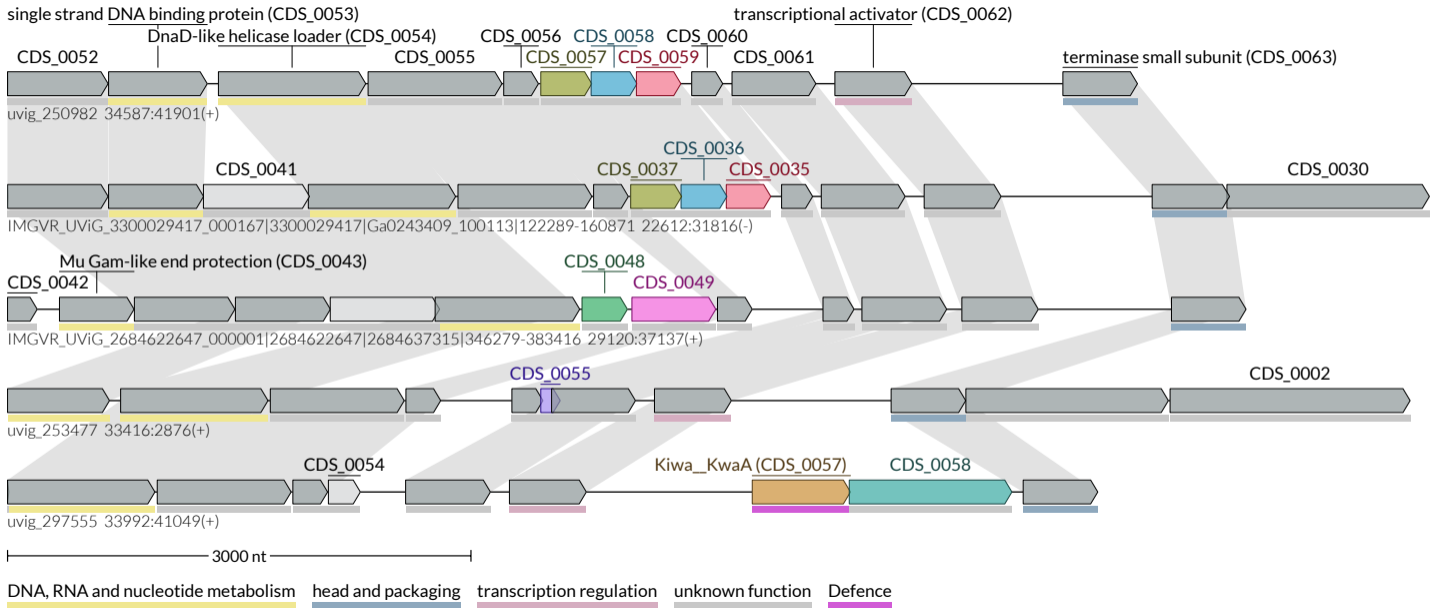 single strand DNA binding protein (CDS_0053) transcriptional activator (CDS_0062)
DnaD-like helicase loader (CDS_0054) CDS_0056 CDS_0058 CDS_0060
CDS_0052 CDS_0055 CDS_0057 CDS_0059 CDS_0061 terminase small subunit (CDS_0063)
uvig_250982 34587:41901(+)
CDS_0036
CDS_0041 CDS_0037 CDS_0035 CDS_0030
IMGVR_UViG_3300029417_000167|3300029417|Ga0243409_100113|122289-160871 22612:31816(-)
Mu Gam-like end protection (CDS_0043) CDS_0048
CDS_0042 CDS_0049
IMGVR_UViG_2684622647_000001|2684622647|2684637315|346279-383416 29120:37137(+)
CDS_0055 CDS_0002
uvig_253477 33416:2876(+)
CDS_0054 Kiwa__KwaA (CDS_0057) CDS_0058
uvig_297555 33992:41049(+)
3000 nt
DNA, RNA and nucleotide metabolism head and packaging transcription regulation unknown function Defence